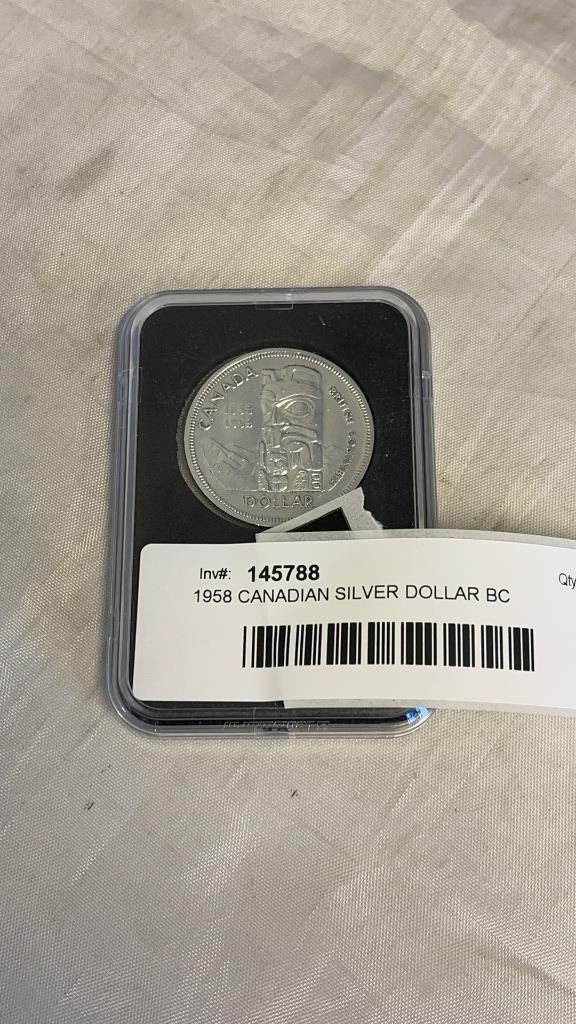 CANADA
1858
1958
BRITISH COLUMBIA
DOLLAR
Inv#: 145788
Qty
1958 CANADIAN SILVER DOLLAR BC